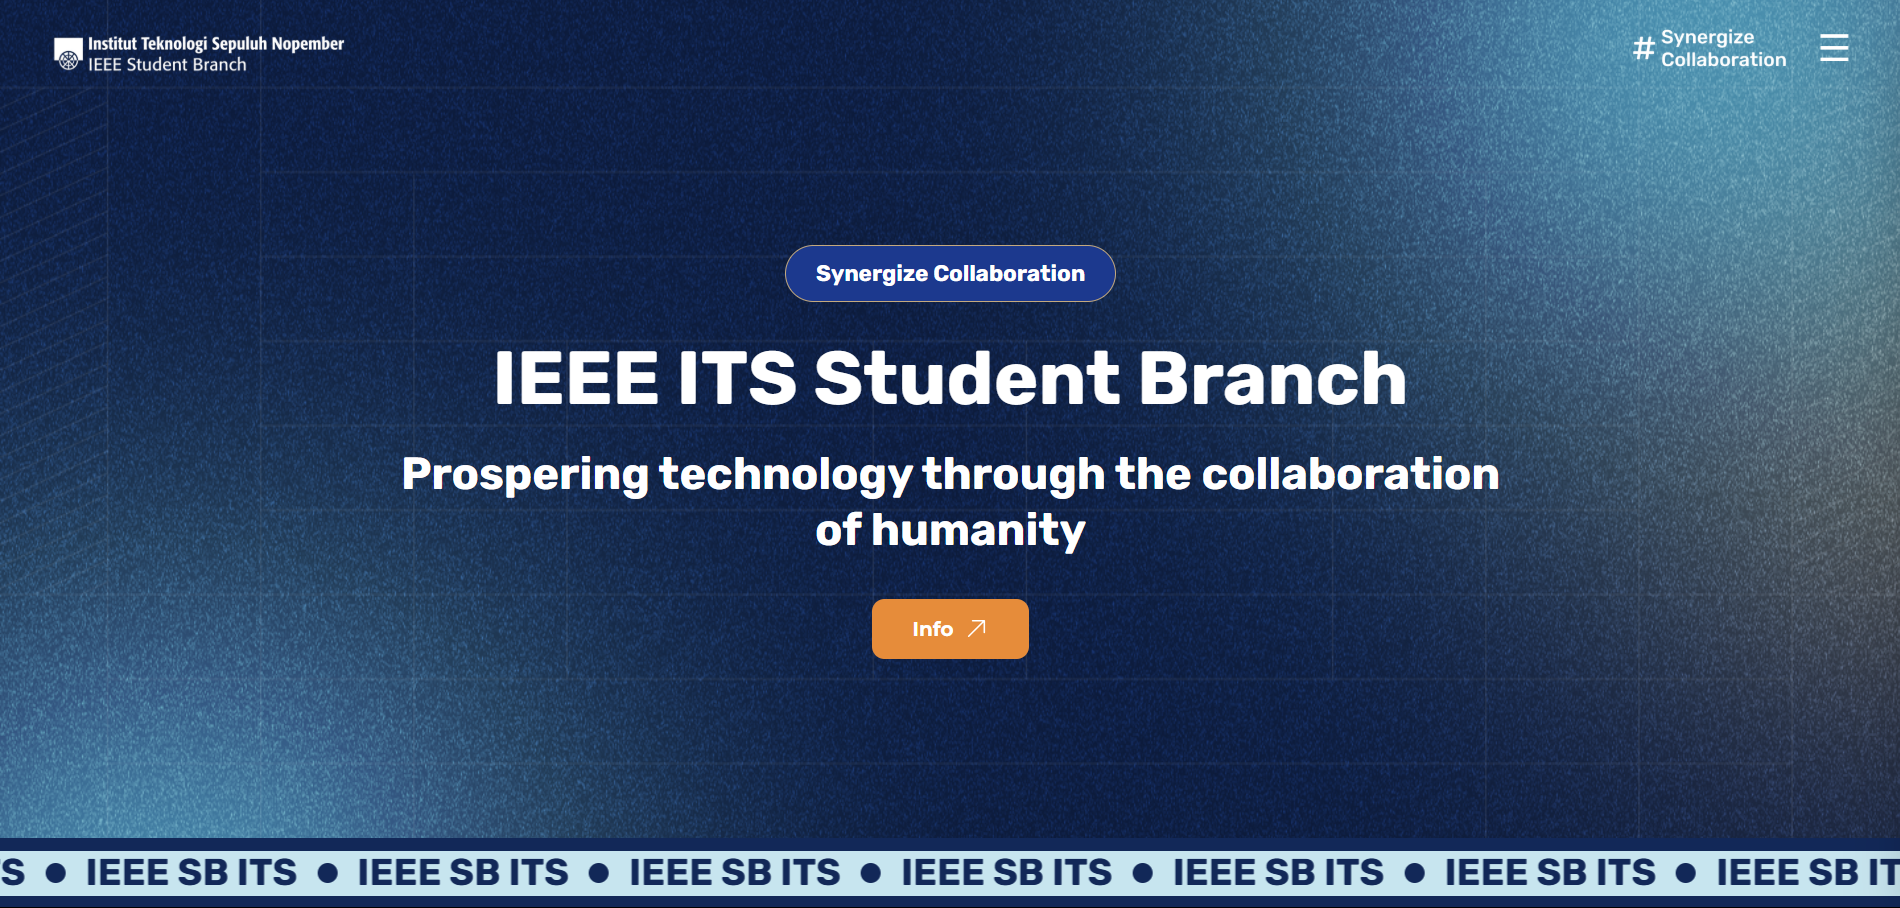 Institut Teknologi Sepuluh Nopember
IEEE Student Branch
# Synergize
Collaboration
Synergize Collaboration
IEEE ITS Student Branch
Prospering technology through the collaboration
of humanity
Info
S ● IEEE SB ITS ● IEEE SB ITS ● IEEE SB ITS ● IEEE SB ITS ● IEEE SB ITS ● IEEE SB ITS ● IEEE SB IT